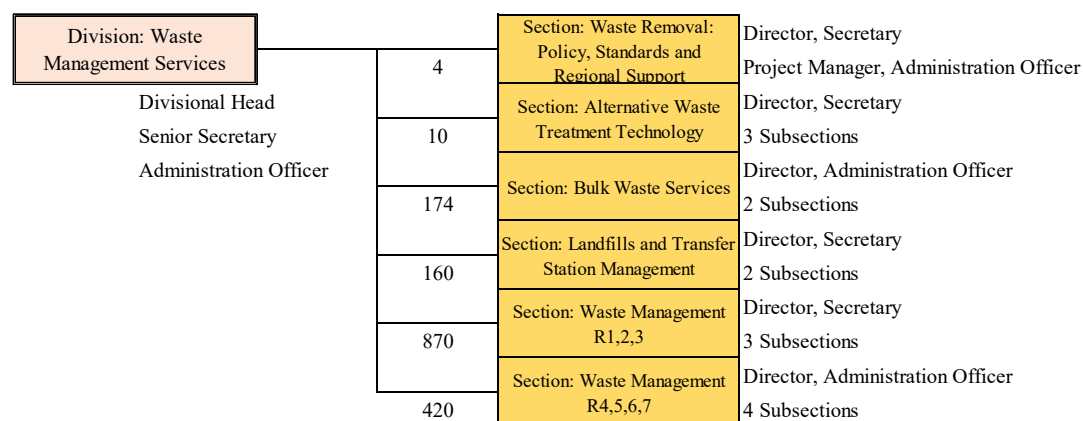 Division: Waste
Management Services
Divisional Head
Senior Secretary
Administration Officer
4
Section: Waste Removal:
Policy, Standards and
Regional Support
Director, Secretary
Project Manager, Administration Officer
10
Section: Alternative Waste
Treatment Technology
Director, Secretary
3 Subsections
174
Section: Bulk Waste Services
Director, Administration Officer
2 Subsections
160
Section: Landfills and Transfer
Station Management
Director, Secretary
2 Subsections
870
Section: Waste Management
R1,2,3
Director, Secretary
3 Subsections
420
Section: Waste Management
R4,5,6,7
Director, Administration Officer
4 Subsections